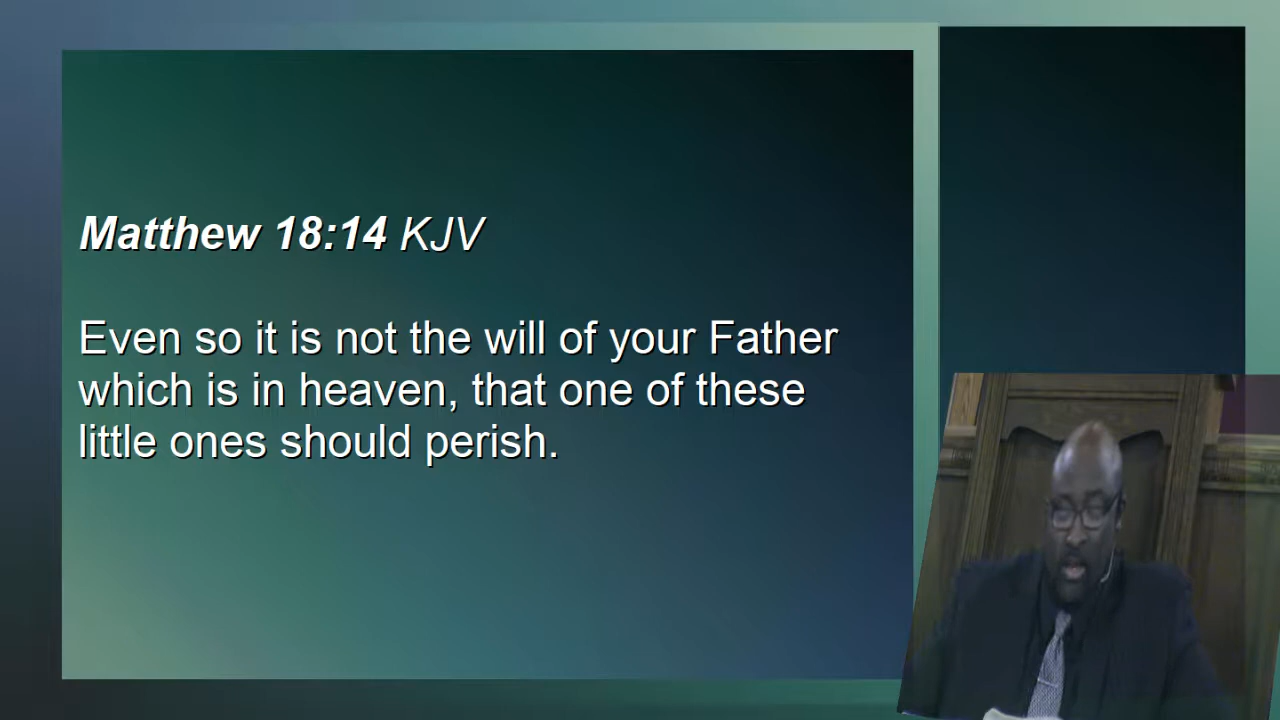 Matthew 18:14 KJV
Even so it is not the will of your Father
which is in heaven, that one of these
little ones should perish.